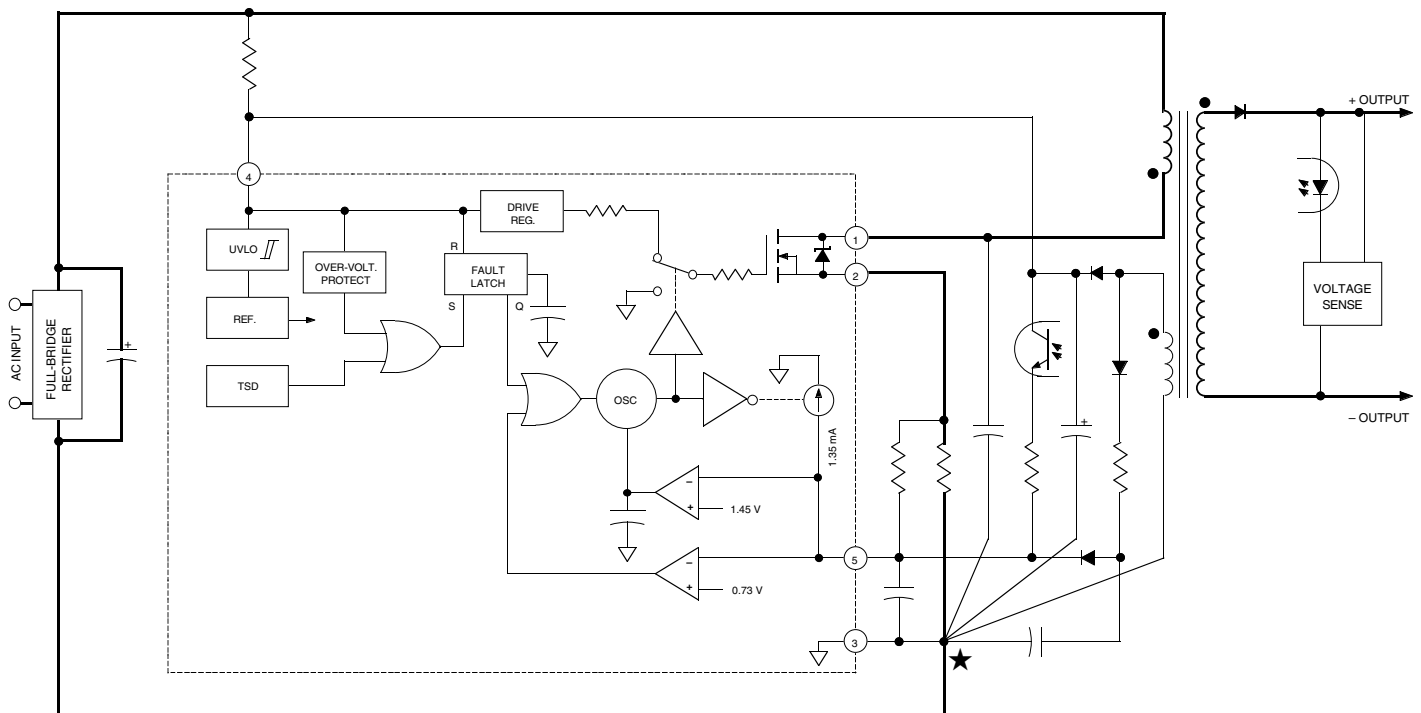 + OUTPUT
4
DRIVE
REG.
UVLO
OVER-VOLT.
PROTECT
R
FAULT
LATCH
S
Q
1
2
VOLTAGE
SENSE
AC INPUT
FULL-BRIDGE
RECTIFIER
+
REF.
TSD
OSC
1.35 mA
– OUTPUT
+
–
+
1.45 V
5
–
+
0.73 V
3